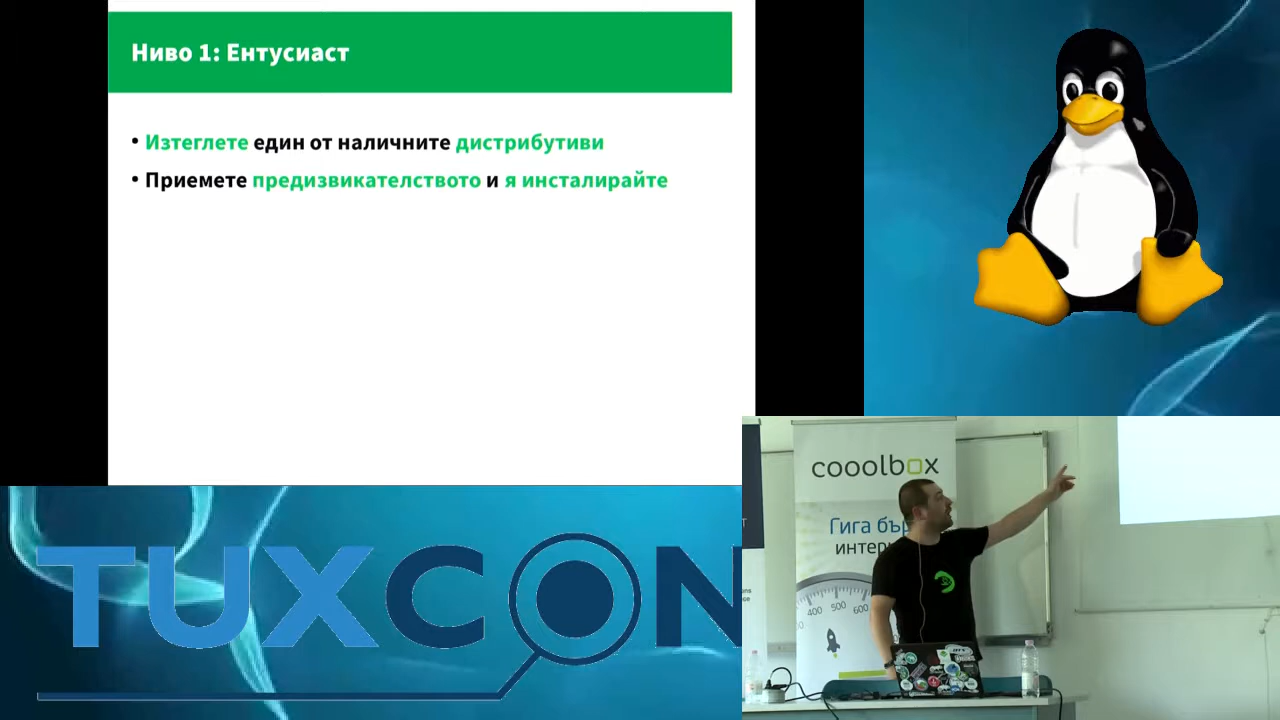 Ниво 1: Ентусиаст
• Изтеглете един от наличните дистрибутиви
• Приемете предизвикателството и я инсталирайте
TUXCON
cooolbox
Гига бър
интер
400 500 600